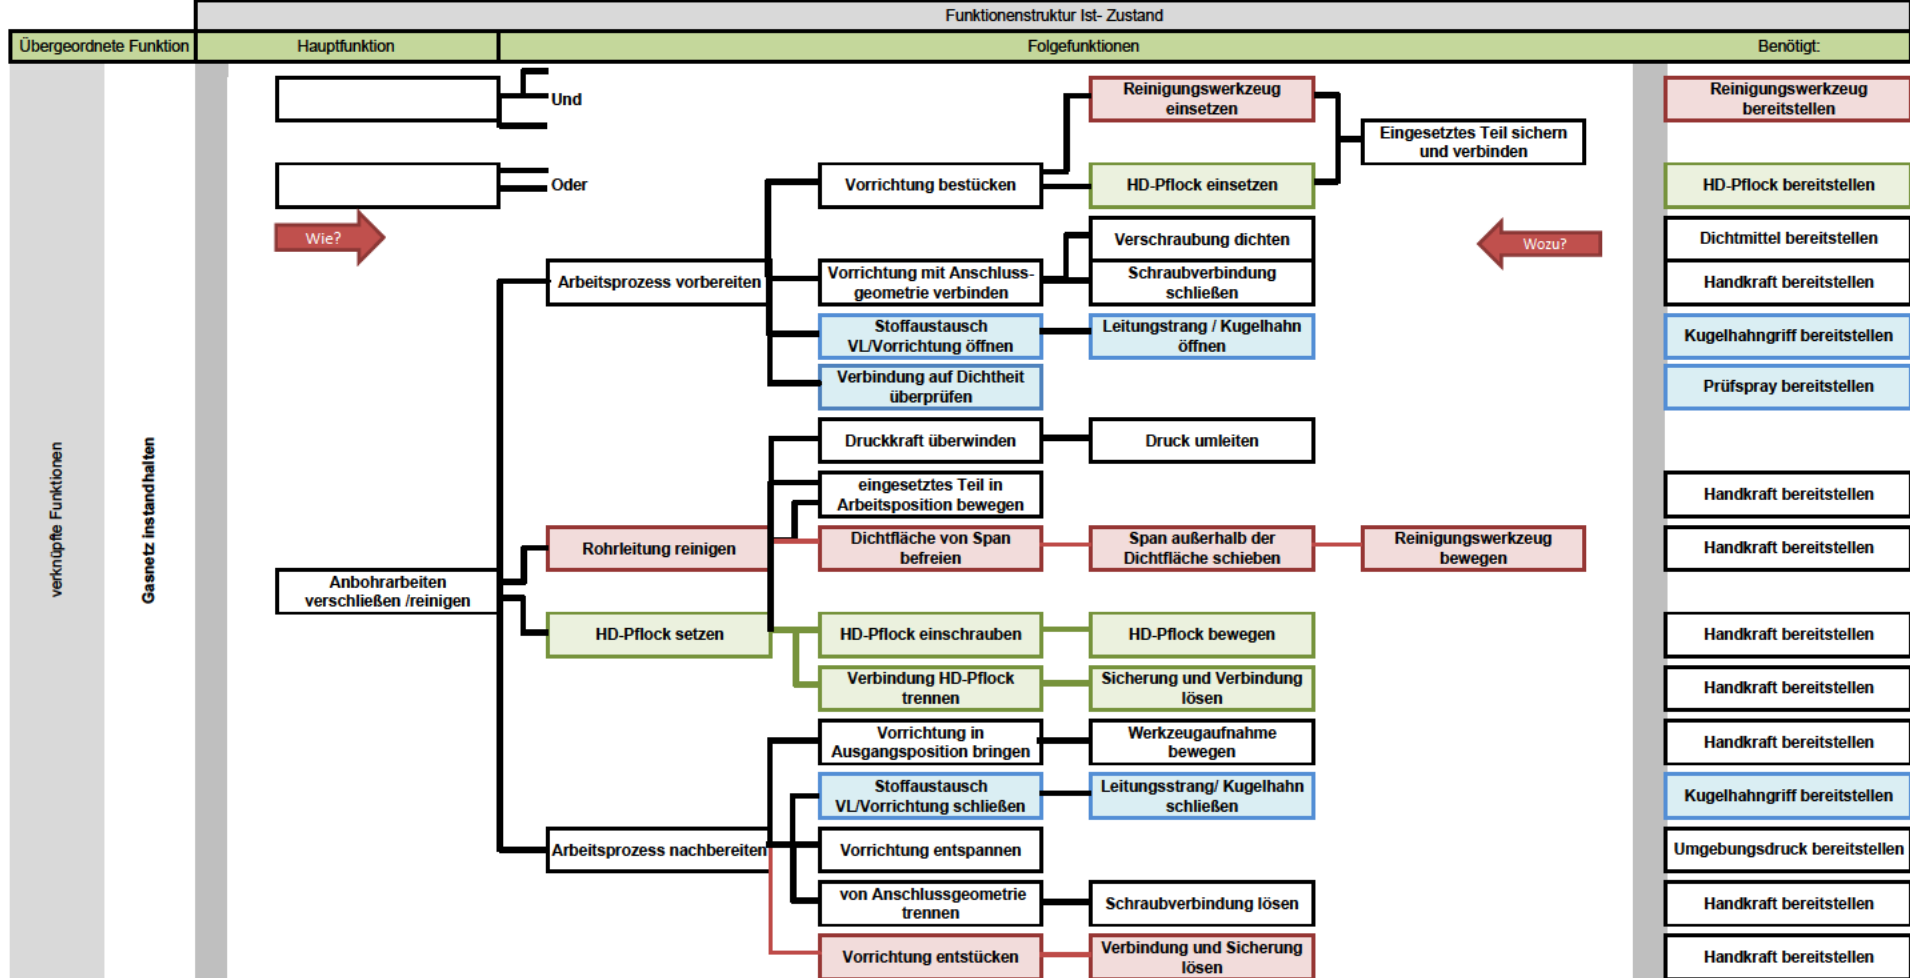 Funktionenstruktur Ist- Zustand
Übergeordnete Funktion
Hauptfunktion
Folgefunktionen
Benötigt:
verknüpfte Funktionen
Gasnetz instandhalten
Und
Oder
Wie?
Wozu?
Reinigungswerkzeug
einsetzen
Reinigungswerkzeug
bereitstellen
Eingesetztes Teil sichern
und verbinden
Vorrichtung bestücken
HD-Pflock einsetzen
HD-Pflock bereitstellen
Verschraubung dichten
Dichtmittel bereitstellen
Arbeitsprozess vorbereiten
Vorrichtung mit Anschluss-
geometrie verbinden
Schraubverbindung
schließen
Handkraft bereitstellen
Stoffaustausch
VL/Vorrichtung öffnen
Leitungstrang / Kugelhahn
öffnen
Kugelhahngriff bereitstellen
Verbindung auf Dichtheit
überprüfen
Prüfspray bereitstellen
Druckkraft überwinden
Druck umleiten
eingesetztes Teil in
Arbeitsposition bewegen
Handkraft bereitstellen
Rohrleitung reinigen
Dichtfläche von Span
befreien
Span außerhalb der
Dichtfläche schieben
Reinigungswerkzeug
bewegen
Handkraft bereitstellen
Anbohrarbeiten
verschließen /reinigen
HD-Pflock setzen
HD-Pflock einschrauben
HD-Pflock bewegen
Handkraft bereitstellen
Verbindung HD-Pflock
trennen
Sicherung und Verbindung
lösen
Handkraft bereitstellen
Vorrichtung in
Ausgangsposition bringen
Werkzeugaufnahme
bewegen
Handkraft bereitstellen
Stoffaustausch
VL/Vorrichtung schließen
Leitungsstrang/ Kugelhahn
schließen
Kugelhahngriff bereitstellen
Arbeitsprozess nachbereiten
Vorrichtung entspannen
Umgebungsdruck bereitstellen
von Anschlussgeometrie
trennen
Schraubverbindung lösen
Handkraft bereitstellen
Vorrichtung entstücken
Verbindung und Sicherung
lösen
Handkraft bereitstellen